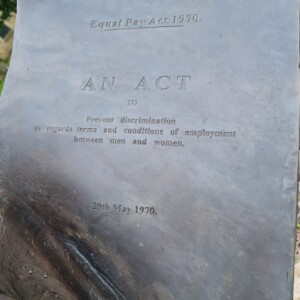 Equal Pay Act 1970.
AN ACT
TO
Prevent discrimination
as regards terms and conditions of employment
between men and women.
29th May 1970.